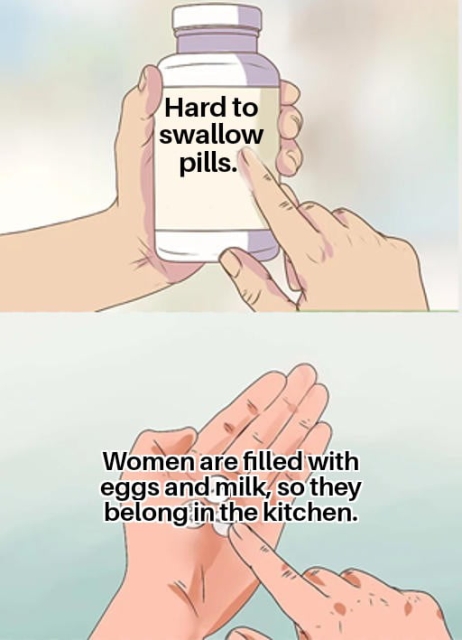 Hard to
swallow
pills.
Women are filled with
eggs and milk, so they
belong in the kitchen.